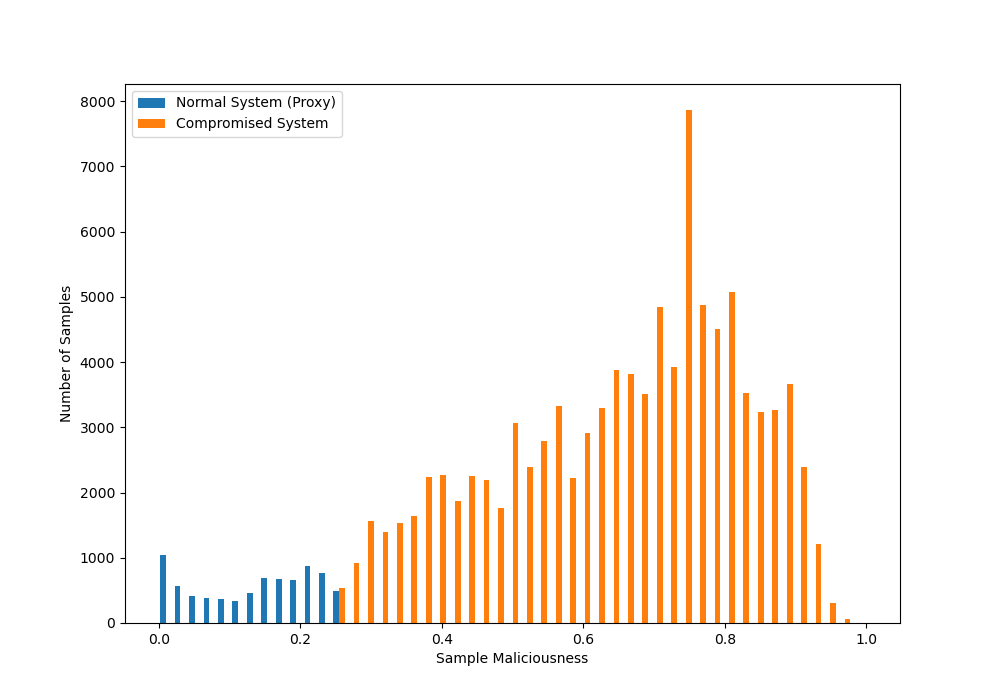 Normal System (Proxy)
Compromised System
8000
7000
6000
5000
4000
3000
2000
1000
0
Number of Samples
0.0 0.2 0.4 0.6 0.8 1.0
Sample Maliciousness